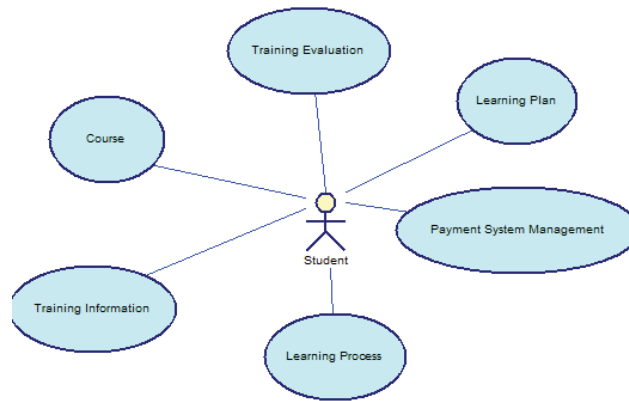 Training Evaluation
Learning Plan
Course
Payment System Management
Student
Training Information
Learning Process